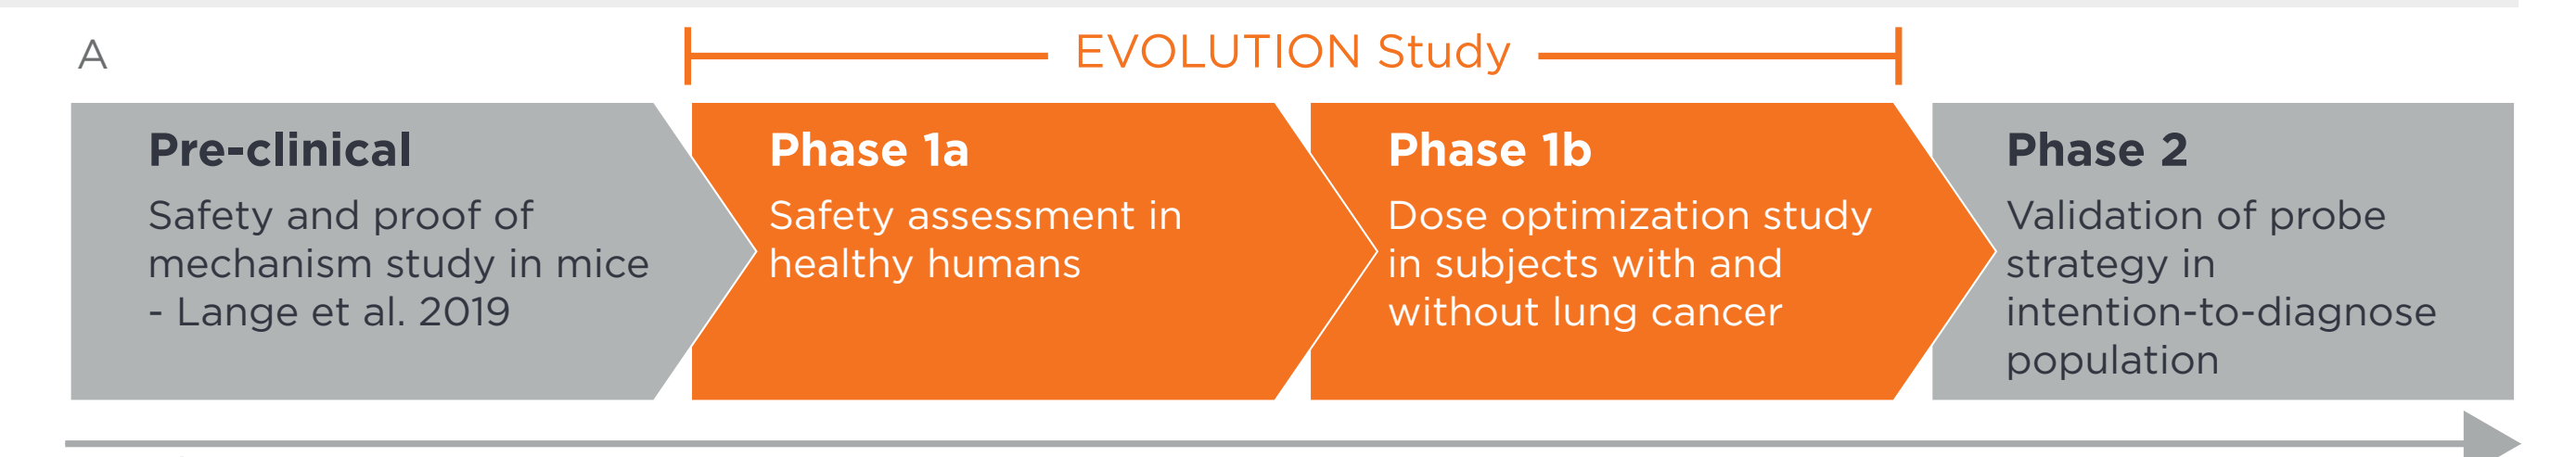 A
EVOLUTION Study
Pre-clinical
Safety and proof of
mechanism study in mice
- Lange et al. 2019
Phase 1a
Safety assessment in
healthy humans
Phase 1b
Dose optimization study
in subjects with and
without lung cancer
Phase 2
Validation of probe
strategy in
intention-to-diagnose
population